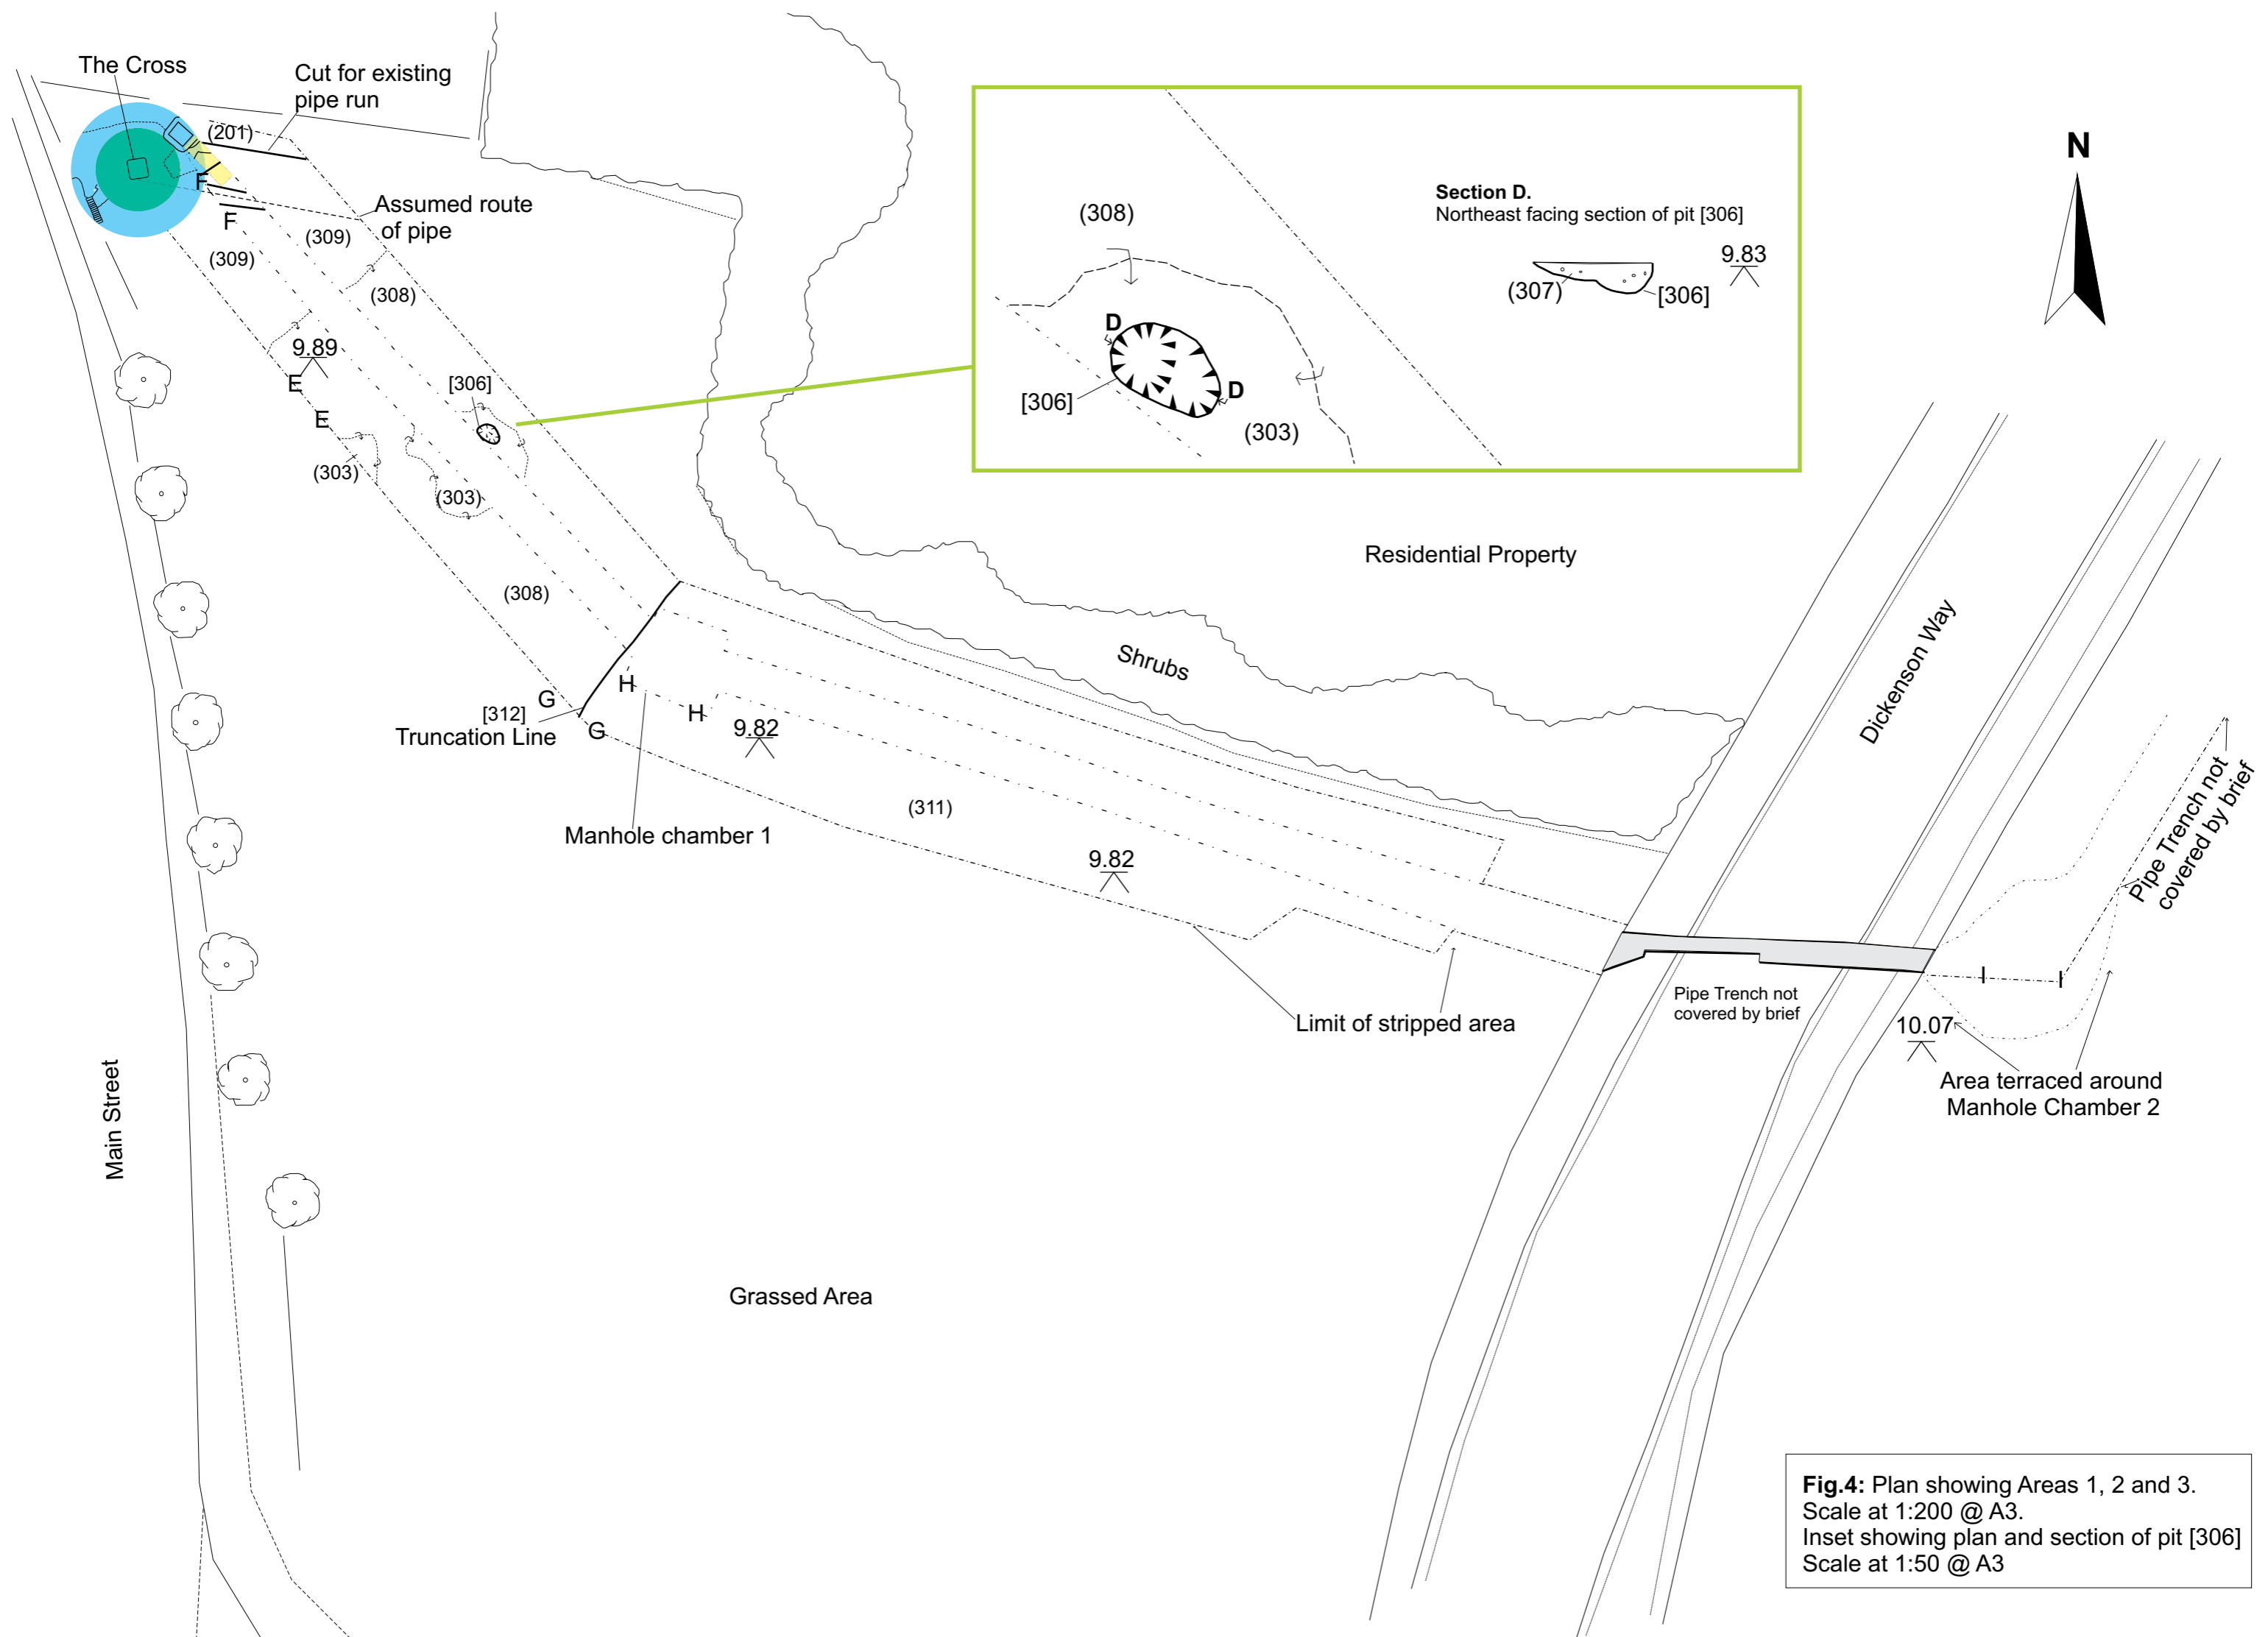 The Cross
Cut for existing
pipe run
(201)
F
F
Assumed route
of pipe
(309)
(309)
(308)
9.89
E
E
[306]
(303)
(303)
(308)
G
G
[312]
Truncation Line
H
H
9.82
Manhole chamber 1
(311)
9.82
Limit of stripped area
(308)
D
D
[306]
(303)
Section D.
Northeast facing section of pit [306]
9.83
(307)
[306]
N
Residential Property
Shrubs
Dickenson Way
Pipe Trench not
covered by brief
Pipe Trench not
covered by brief
I
I
10.07
Area terraced around
Manhole Chamber 2
Main Street
Grassed Area
Fig.4: Plan showing Areas 1, 2 and 3.
Scale at 1:200 @ A3.
Inset showing plan and section of pit [306]
Scale at 1:50 @ A3